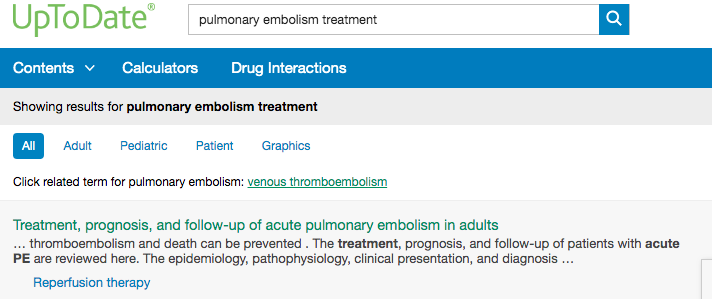 UpToDate®
pulmonary embolism treatment
Contents Calculators Drug Interactions
Showing results for pulmonary embolism treatment
All Adult Pediatric Patient Graphics
Click related term for pulmonary embolism: venous thromboembolism
Treatment, prognosis, and follow-up of acute pulmonary embolism in adults
… thromboembolism and death can be prevented . The treatment, prognosis, and follow-up of patients with acute
PE are reviewed here. The epidemiology, pathophysiology, clinical presentation, and diagnosis …
Reperfusion therapy